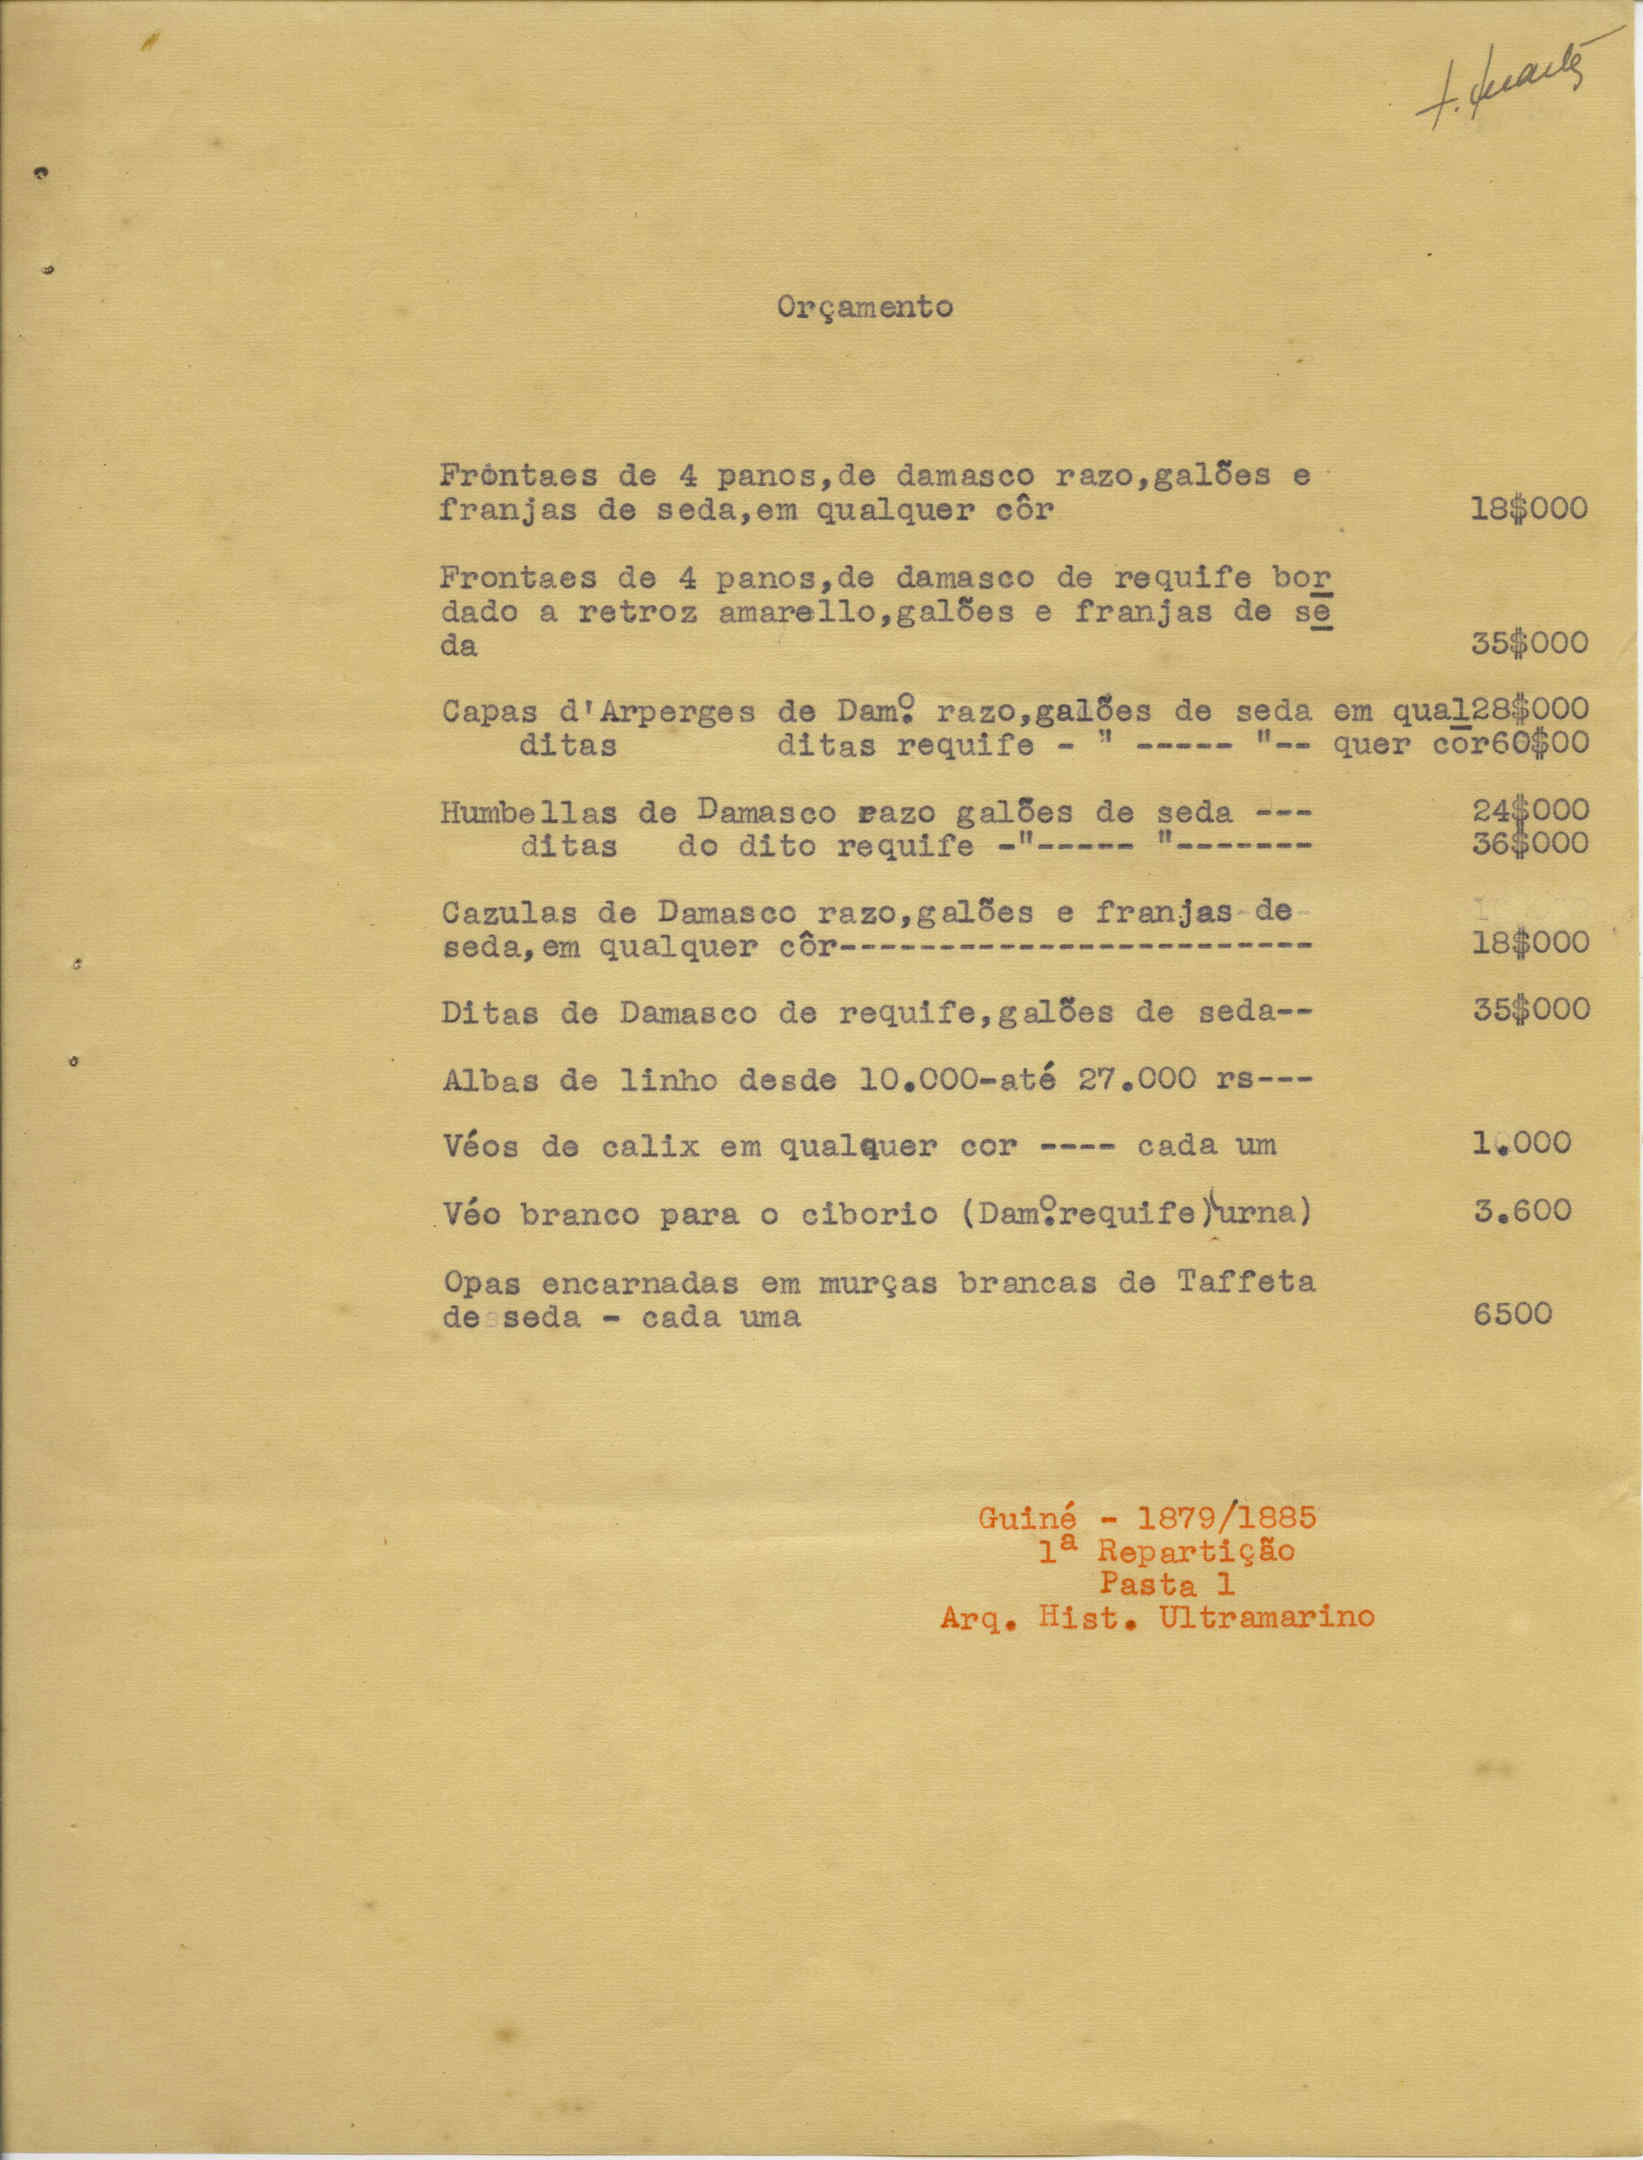 Orçamento
Frontaes de 4 panos,de damasco razo,galões e
franjas de seda,em qualquer côr 18$000
Frontaes de 4 panos,de damasco de requife bor
dado a retroz amarello,galões e franjas de se
da 35$000
Capas d'Arperges de Damº. razo,galões de seda em qual28$000
ditas ditas requife - " ----- "-- quer côr60$00
Humbellas de Damasco razo galões de seda --- 24$000
ditas do dito requife -"----- "------- 36$000
Cazulas de Damasco razo,galões e franjas de
seda,em qualquer côr------------------------ 18$000
Ditas de Damasco de requife,galões de seda-- 35$000
Albas de linho desde 10.000-até 27.000 rs---
Véos de calix em qualquer cor ---- cada um 1.000
Véo branco para o ciborio (Damº.requife)(urna) 3.600
Opas encarnadas em murças brancas de Taffeta
de seda - cada uma 6500
Guiné - 1879/1885
1ª Repartição
Pasta 1
Arq. Hist. Ultramarino